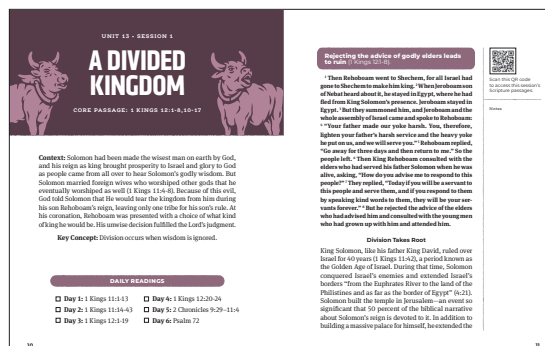 UNIT 13 • SESSION 1
A DIVIDED
KINGDOM
CORE PASSAGE: 1 KINGS 12:1-8,10-17
Context: Solomon had been made the wisest man on earth by God,
and his reign as king brought prosperity to Israel and glory to God
as people came from all over to hear Solomon's godly wisdom. But
Solomon married foreign wives who worshiped other gods that he
eventually worshiped as well (1 Kings 11:4-8). Because of this evil,
God told Solomon that He would tear the kingdom from him during
his son Rehoboam's reign, leaving only one tribe for his son's rule. At
his coronation, Rehoboam was presented with a choice of what kind
of king he would be. His unwise decision fulfilled the Lord's judgment.
Key Concept: Division occurs when wisdom is ignored.
DAILY READINGS
Day 1: 1 Kings 11:1-13
Day 2: 1 Kings 11:14-43
Day 3: 1 Kings 12:1-19
Day 4: 1 Kings 12:20-24
Day 5: 2 Chronicles 9:29–11:4
Day 6: Psalm 72
10
Rejecting the advice of godly elders leads
to ruin (1 Kings 12:1-8).
1 Then Rehoboam went to Shechem, for all Israel had
gone to Shechem to make him king. 2 When Jeroboam son
of Nebat heard about it, he stayed in Egypt, where he had
fled from King Solomon's presence. Jeroboam stayed in
Egypt. 3 But they summoned him, and Jeroboam and the
whole assembly of Israel came and spoke to Rehoboam:
4 "Your father made our yoke harsh. You, therefore,
lighten your father's harsh service and the heavy yoke
he put on us, and we will serve you." 5 Rehoboam replied,
"Go away for three days and then return to me." So the
people left. 6 Then King Rehoboam consulted with the
elders who had served his father Solomon when he was
alive, asking, "How do you advise me to respond to this
people?" 7 They replied, "Today if you will be a servant to
this people and serve them, and if you respond to them
by speaking kind words to them, they will be your ser-
vants forever." 8 But he rejected the advice of the elders
who had advised him and consulted with the young men
who had grown up with him and attended him.
Division Takes Root
King Solomon, like his father King David, ruled over
Israel for 40 years (1 Kings 11:42), a period known as
the Golden Age of Israel. During that time, Solomon
conquered Israel's enemies and extended Israel's
borders "from the Euphrates River to the land of the
Philistines and as far as the border of Egypt" (4:21).
Solomon built the temple in Jerusalem—an event so
significant that 50 percent of the biblical narrative
about Solomon's reign is devoted to it. In addition to
building a massive palace for himself, he extended the
Scan this QR code
to access this session's
Scripture passages.
Notes
11